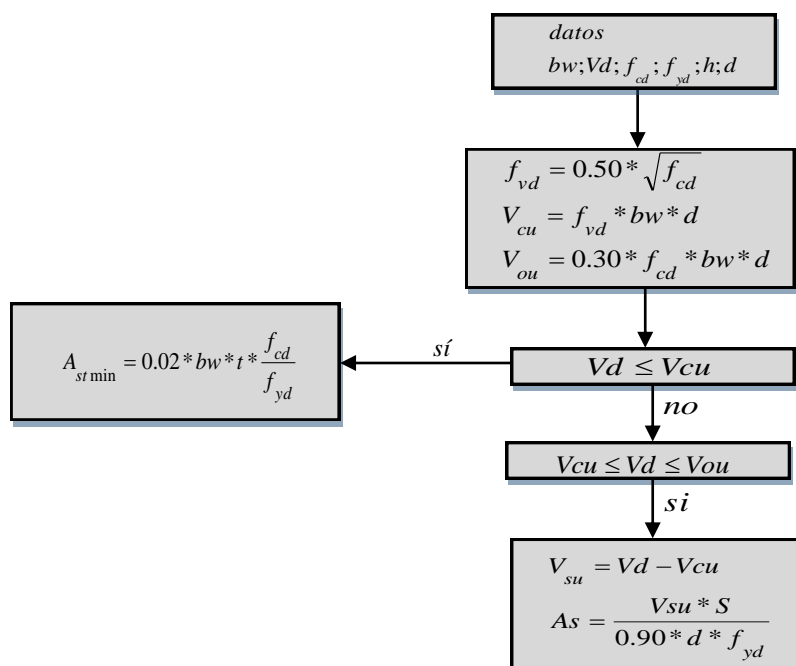 datos
bw;Vd;f_cd;f_yd;h;d
f_vd = 0.50*√f_cd
V_cu = f_vd*bw*d
V_ou = 0.30*f_cd*bw*d
A_st min = 0.02*bw*t*f_cd/f_yd
sí
Vd ≤ Vcu
no
Vcu ≤ Vd ≤ Vou
si
V_su = Vd − Vcu
As = Vsu*S/0.90*d*f_yd